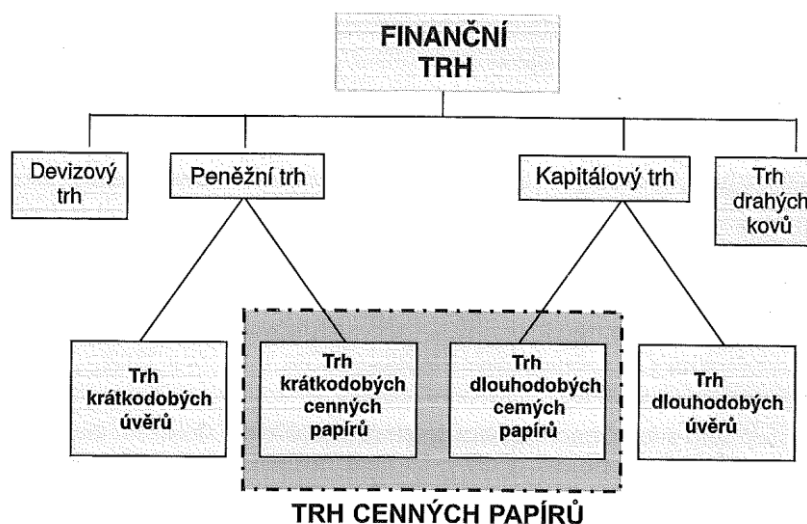 FINANČNÍ
TRH
Devizový
trh
Peněžní trh
Kapitálový trh
Trh
drahých
kovů
Trh
krátkodobých
úvěrů
Trh
krátkodobých
cenných
papírů
Trh
dlouhodobých
cemých
papírů
Trh
dlouhodobých
úvěrů
TRH CENNÝCH PAPÍRŮ